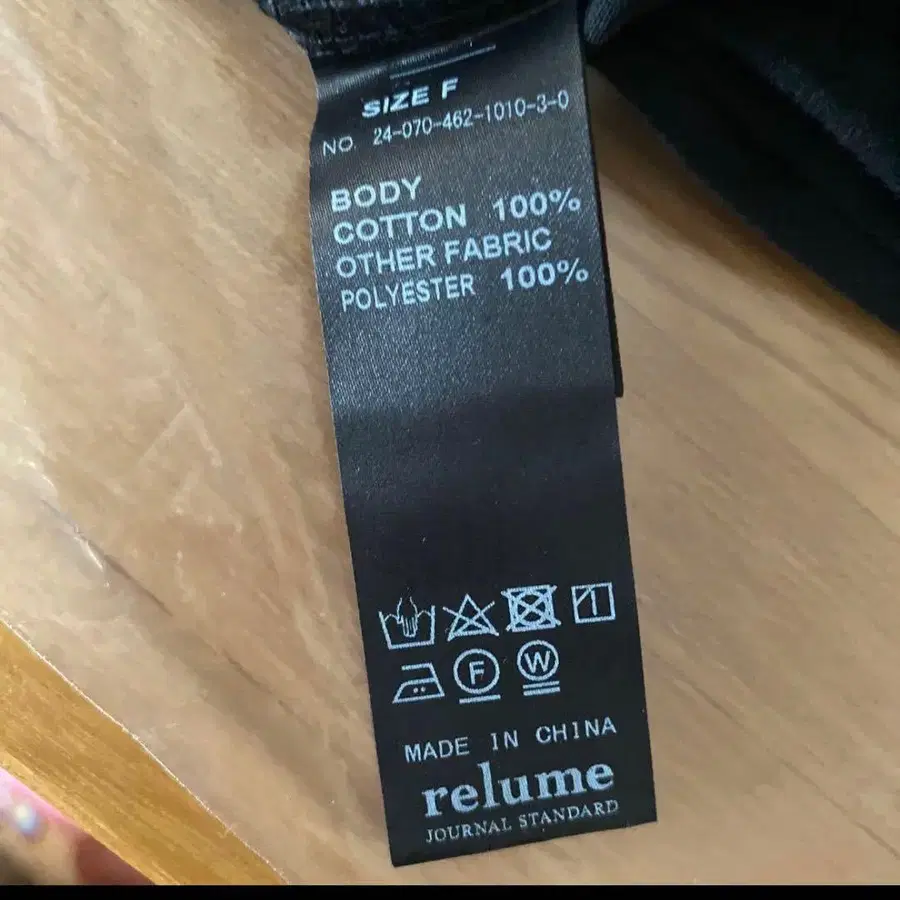 SIZE F
NO. 24-070-462-1010-3-0
BODY
COTTON 100%
OTHER FABRIC
POLYESTER 100%
F W
MADE IN CHINA
relume
JOURNAL STANDARD